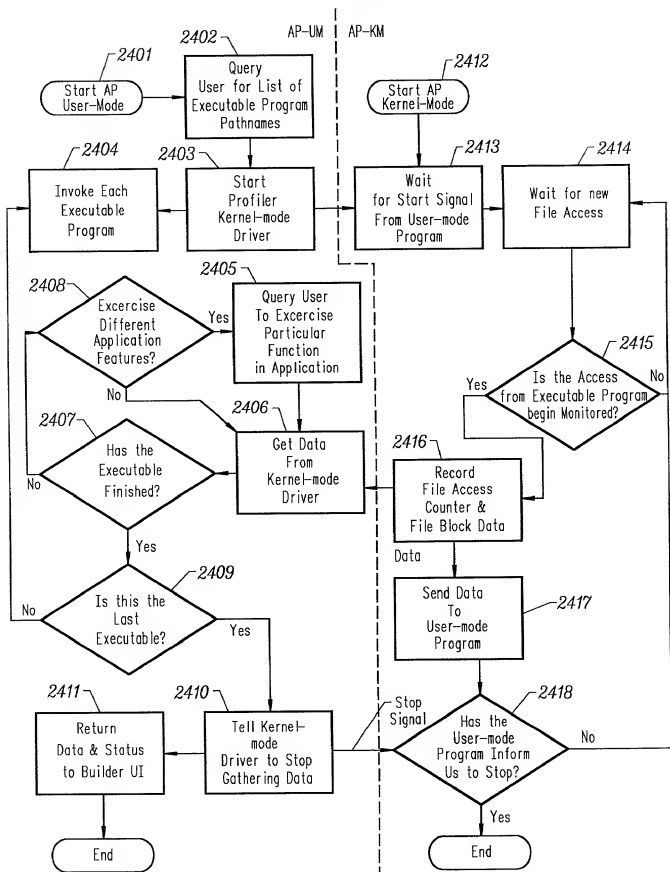 AP-UM
AP-KM
2401
Start AP
User-Mode
2402
Query
User for List of
Executable Program
Pathnames
2412
Start AP
Kernel-Mode
2404
Invoke Each
Executable
Program
2403
Start
Profiler
Kernel-mode
Driver
2413
Wait
for Start Signal
From User-mode
Program
2414
Wait for new
File Access
2408
Excercise
Different
Application
Features?
Yes
No
2405
Query User
To Excercise
Particular
Function
in Application
2415
Is the Access
from Executable Program
begin Monitored?
Yes
No
2407
Has the
Executable
Finished?
No
Yes
2406
Get Data
From
Kernel-mode
Driver
2416
Record
File Access
Counter &
File Block Data
Data
2409
Is this the
Last
Executable?
No
Yes
2417
Send Data
To
User-mode
Program
2411
Return
Data & Status
to Builder UI
2410
Tell Kernel-
mode
Driver to Stop
Gathering Data
Stop
Signal
2418
Has the
User-mode
Program Inform
Us to Stop?
No
Yes
End
End